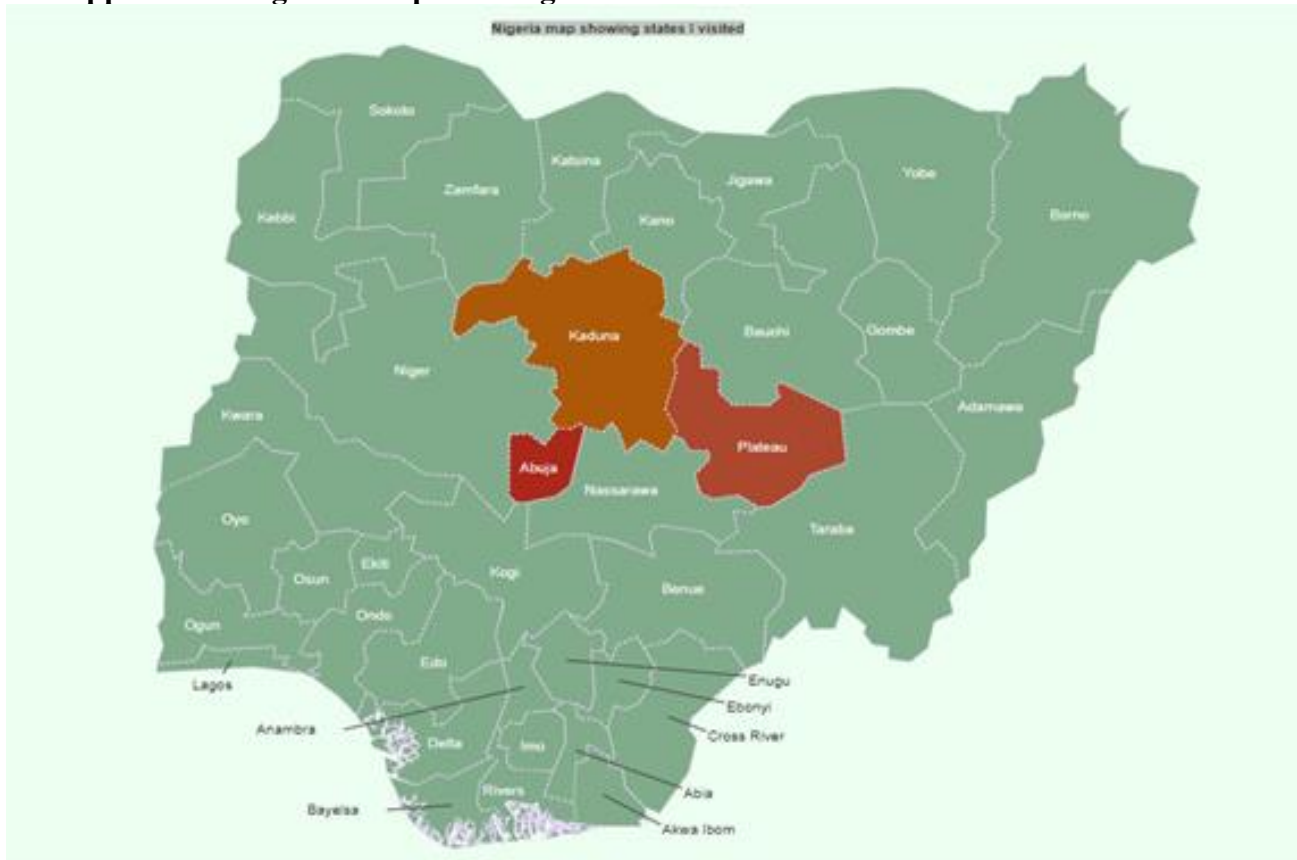 Nigeria map showing states I visited
Sokoto
Katsina
Zamfara
Jigawa
Yobe
Kebbi
Kano
Borno
Kaduna
Bauchi
Gombe
Niger
Adamawa
Kwara
Plateau
Abuja
Nassarawa
Oyo
Taraba
Ekiti
Osun
Kogi
Benue
Ondo
Ogun
Edo
Lagos
Enugu
Ebonyi
Anambra
Cross River
Delta
Imo
Rivers
Abia
Bayelsa
Akwa Ibom